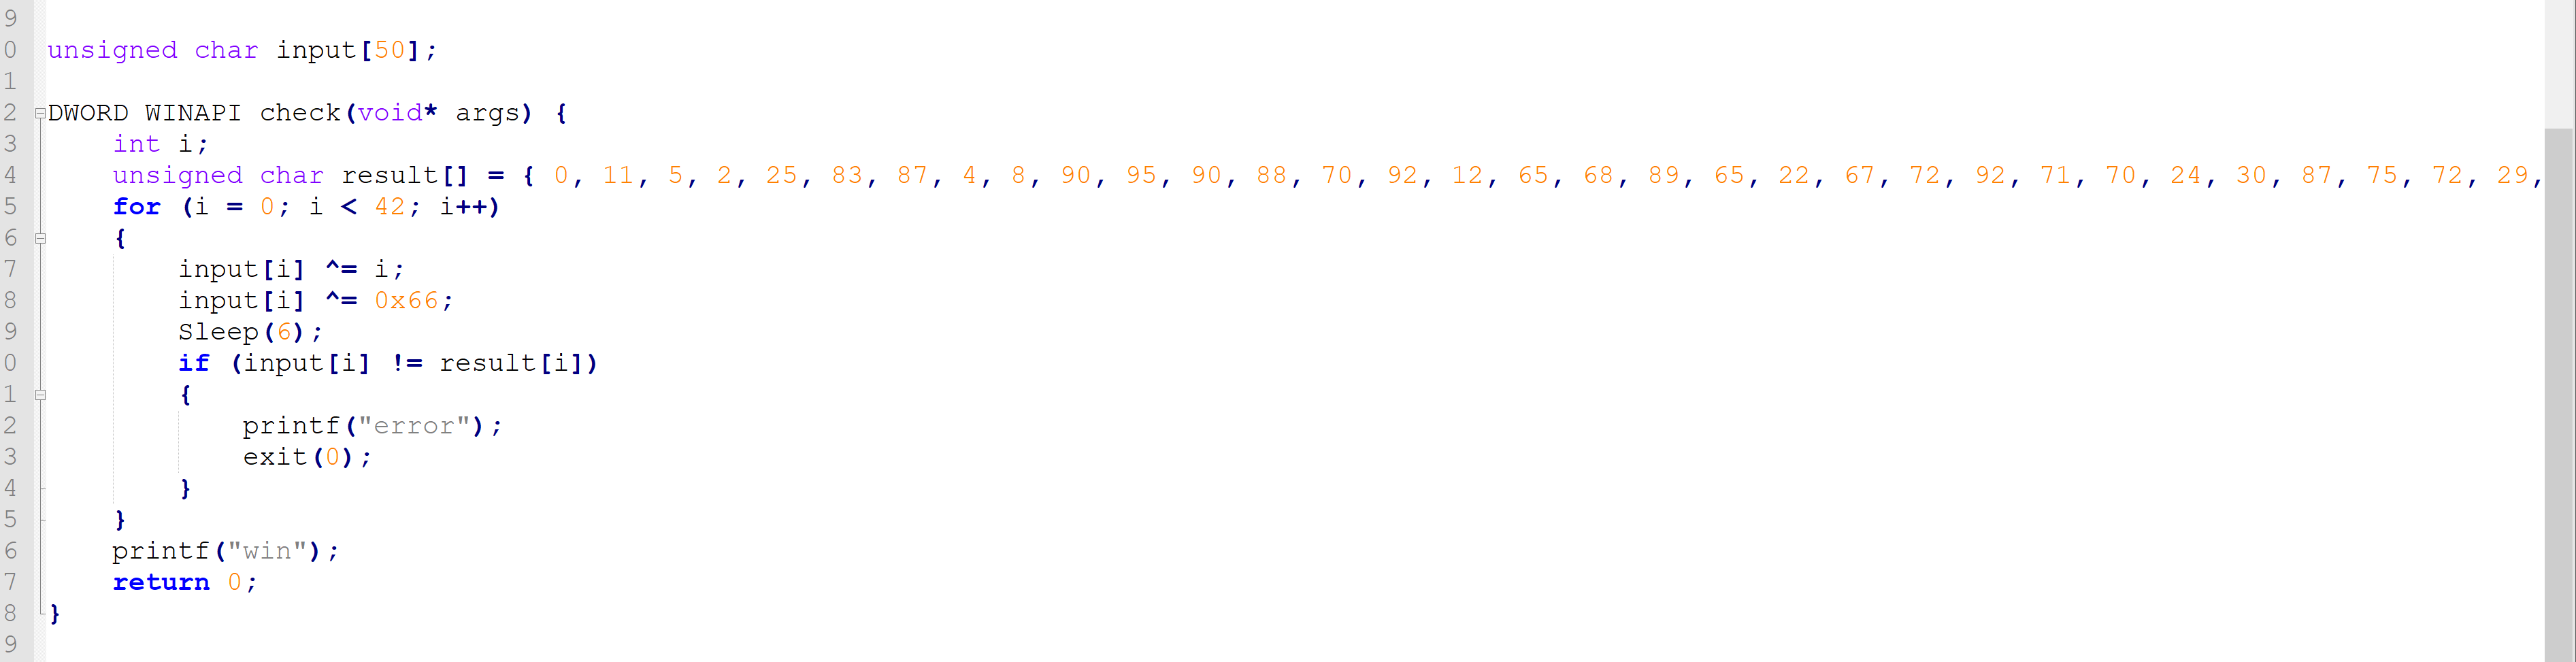 9
0 unsigned char input[50];
1
2 DWORD WINAPI check(void* args) {
3     int i;
4     unsigned char result[] = { 0, 11, 5, 2, 25, 83, 87, 4, 8, 90, 95, 90, 88, 70, 92, 12, 65, 68, 89, 65, 22, 67, 72, 92, 71, 70, 24, 30, 87, 75, 72, 29,
5     for (i = 0; i < 42; i++)
6     {
7         input[i] ^= i;
8         input[i] ^= 0x66;
9         Sleep(6);
0         if (input[i] != result[i])
1         {
2             printf("error");
3             exit(0);
4         }
5     }
6     printf("win");
7     return 0;
8 }
9